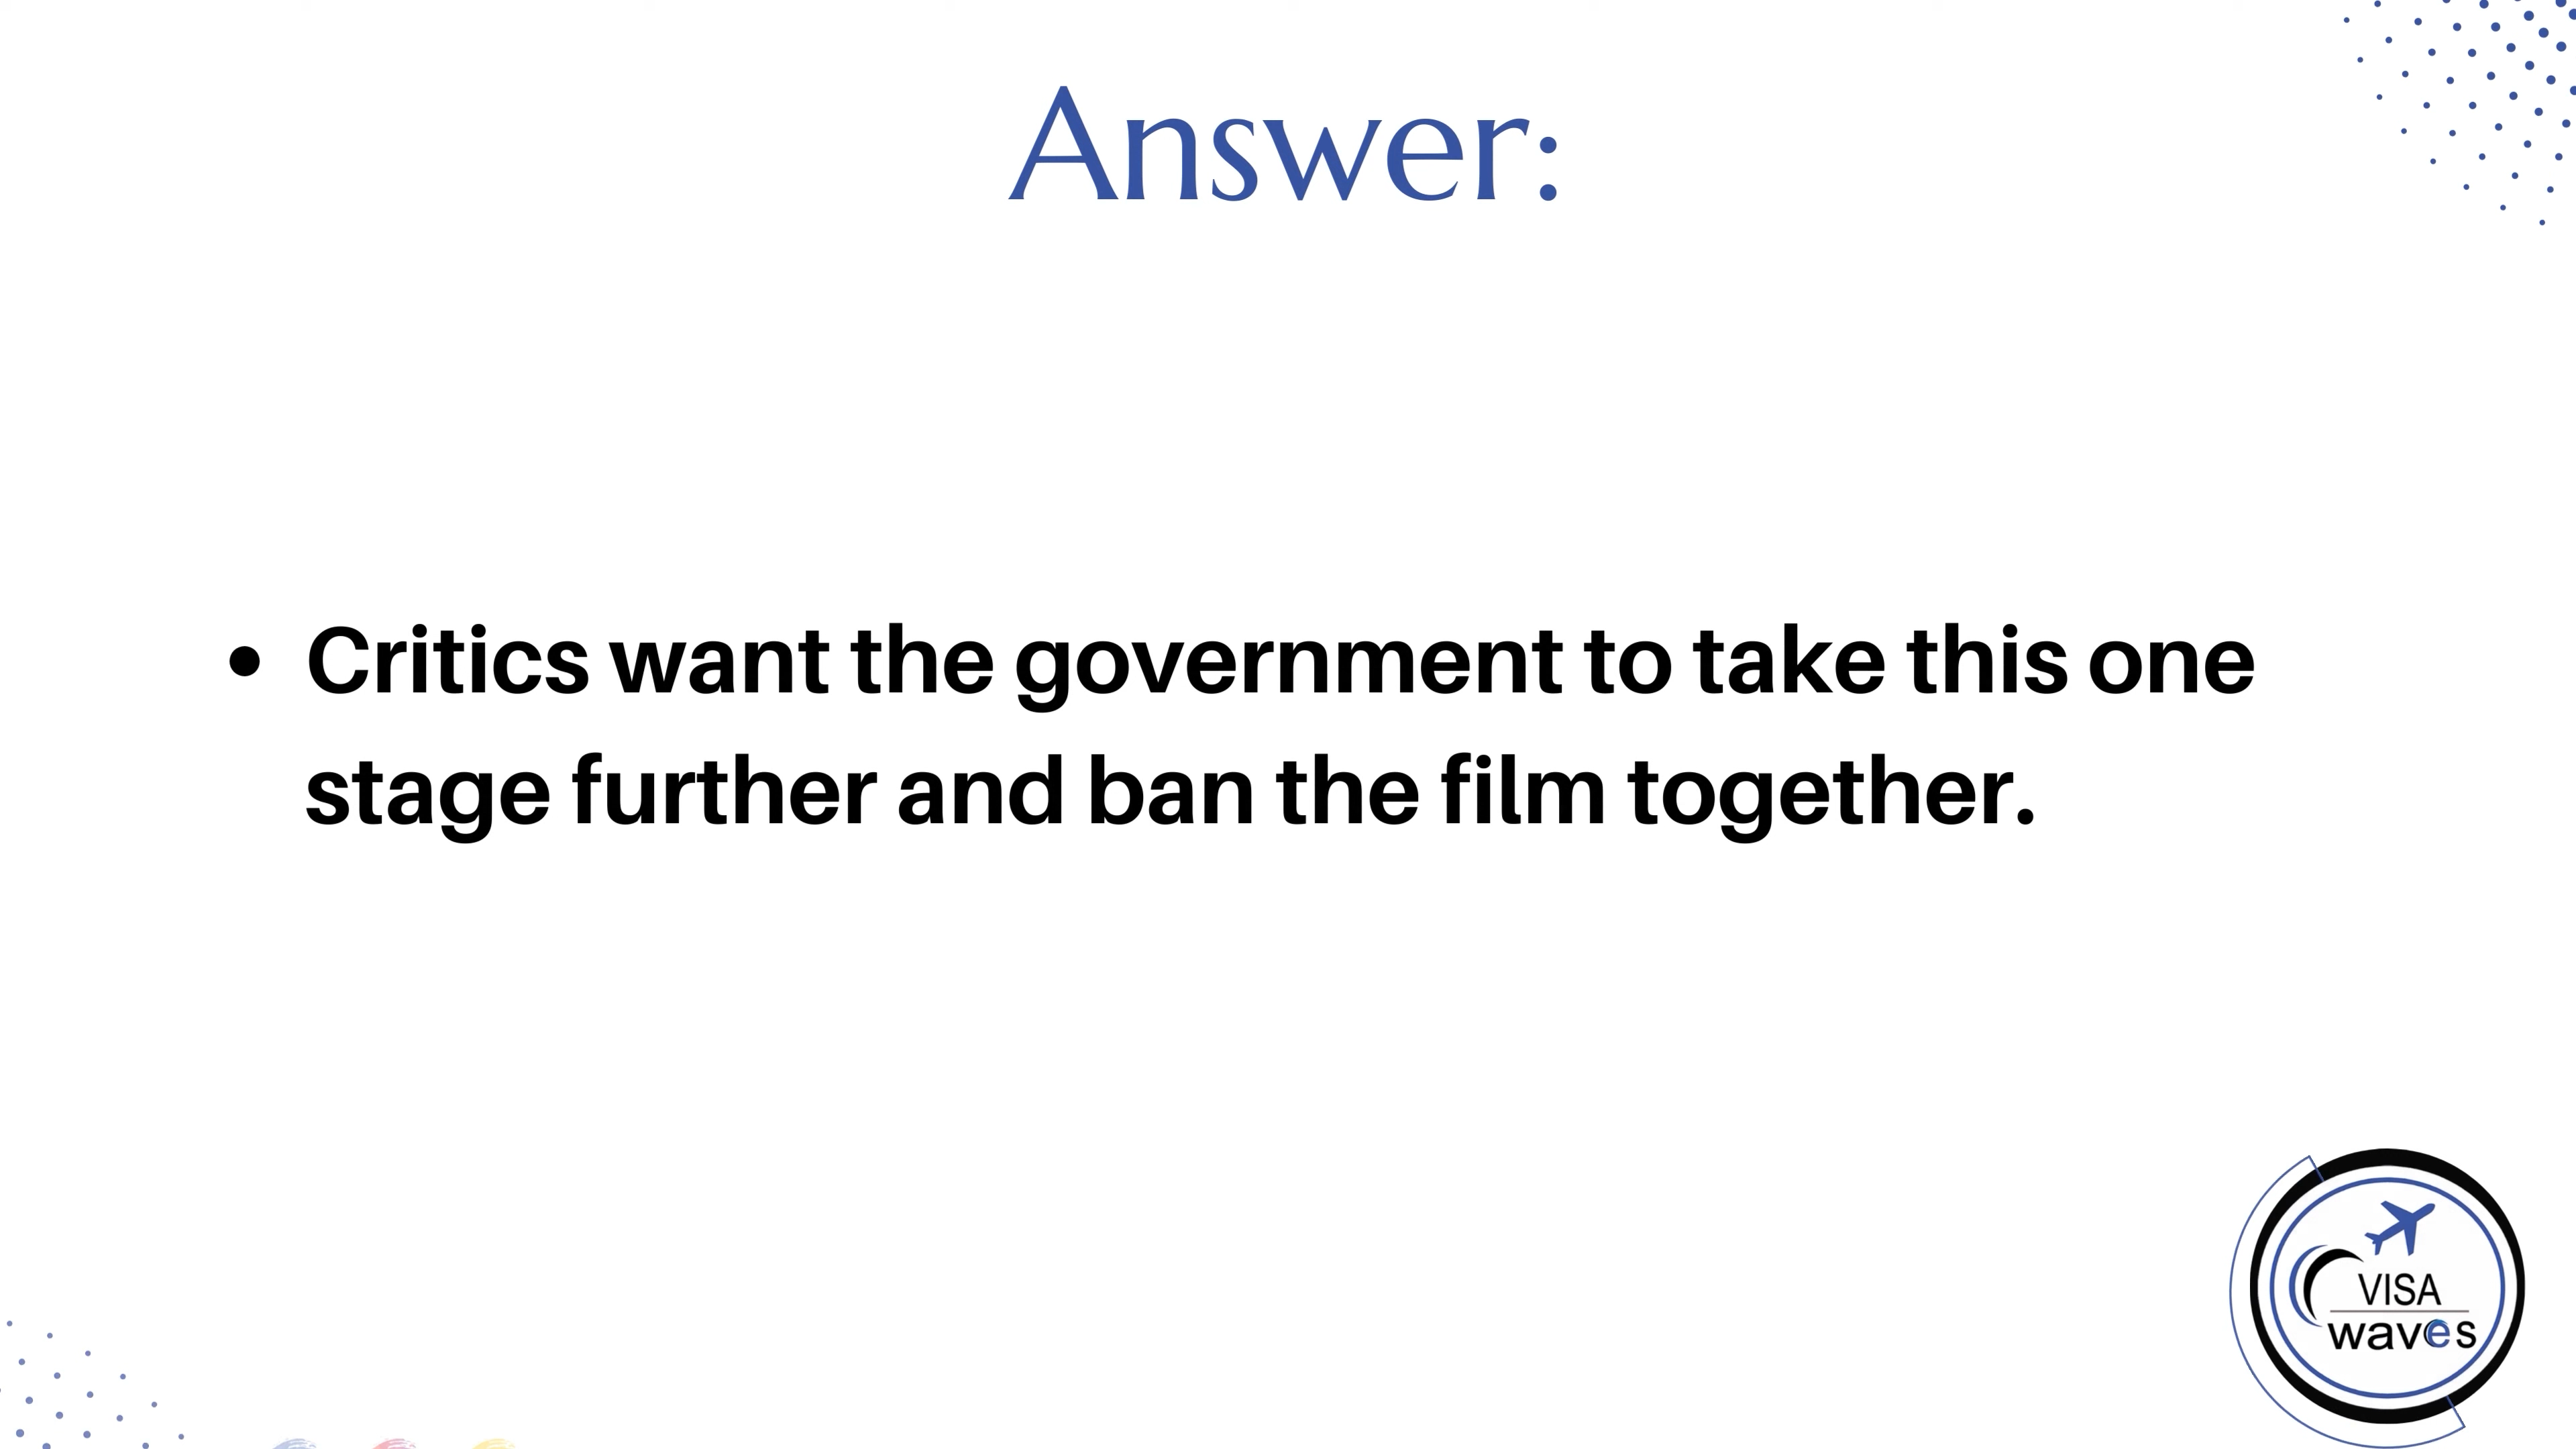 Answer:
• Critics want the government to take this one
stage further and ban the film together.
VISA
waves